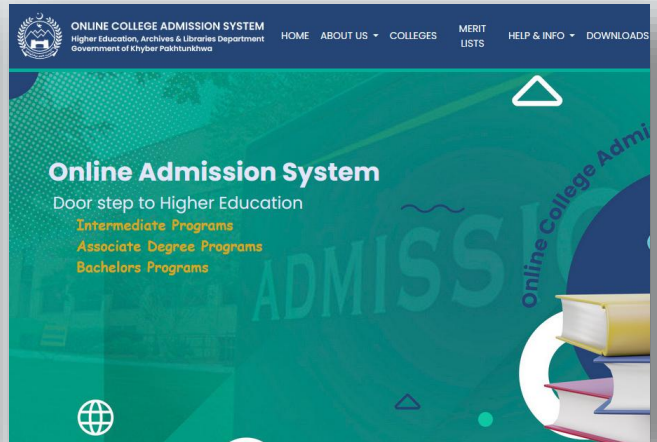 ONLINE COLLEGE ADMISSION SYSTEM
Higher Education, Archives & Libraries Department
Government of Khyber Pakhtunkhwa
HOME ABOUT US COLLEGES MERIT LISTS HELP & INFO DOWNLOADS
Online Admission System
Door step to Higher Education
Intermediate Programs
Associate Degree Programs
Bachelors Programs
ADMISSIO
Online College Admi